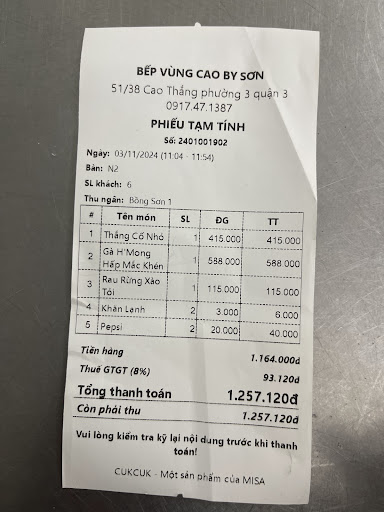 BẾP VÙNG CAO BY SƠN
51/38 Cao Thắng phường 3 quận 3
0917.47.1387
PHIẾU TẠM TÍNH
Số: 2401001902
Ngày: 03/11/2024 (11:04 - 11:54)
Bàn: N2
SL khách: 6
Thu ngân: Bồng Sơn 1
# Tên món SL ĐG TT
1 Thắng Cố Nhỏ 1 415.000 415.000
2 Gà H'Mong Hấp Mắc Khén 1 588.000 588.000
3 Rau Rừng Xào Tỏi 1 115.000 115.000
4 Khăn Lạnh 2 3.000 6.000
5 Pepsi 2 20.000 40.000
Tiền hàng 1.164.000đ
Thuế GTGT (8%) 93.120đ
Tổng thanh toán 1.257.120đ
Còn phải thu 1.257.120đ
Vui lòng kiểm tra kỹ lại nội dung trước khi thanh
toán!
CUKCUK - Một sản phẩm của MISA